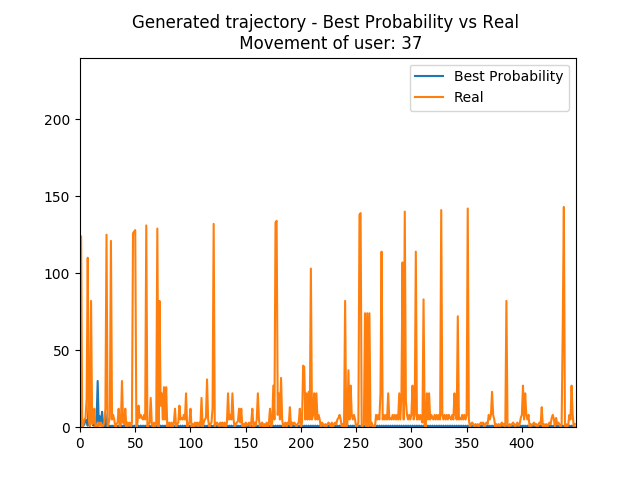 Generated trajectory - Best Probability vs Real
Movement of user: 37
Best Probability
Real
200
150
100
50
0
0 50 100 150 200 250 300 350 400